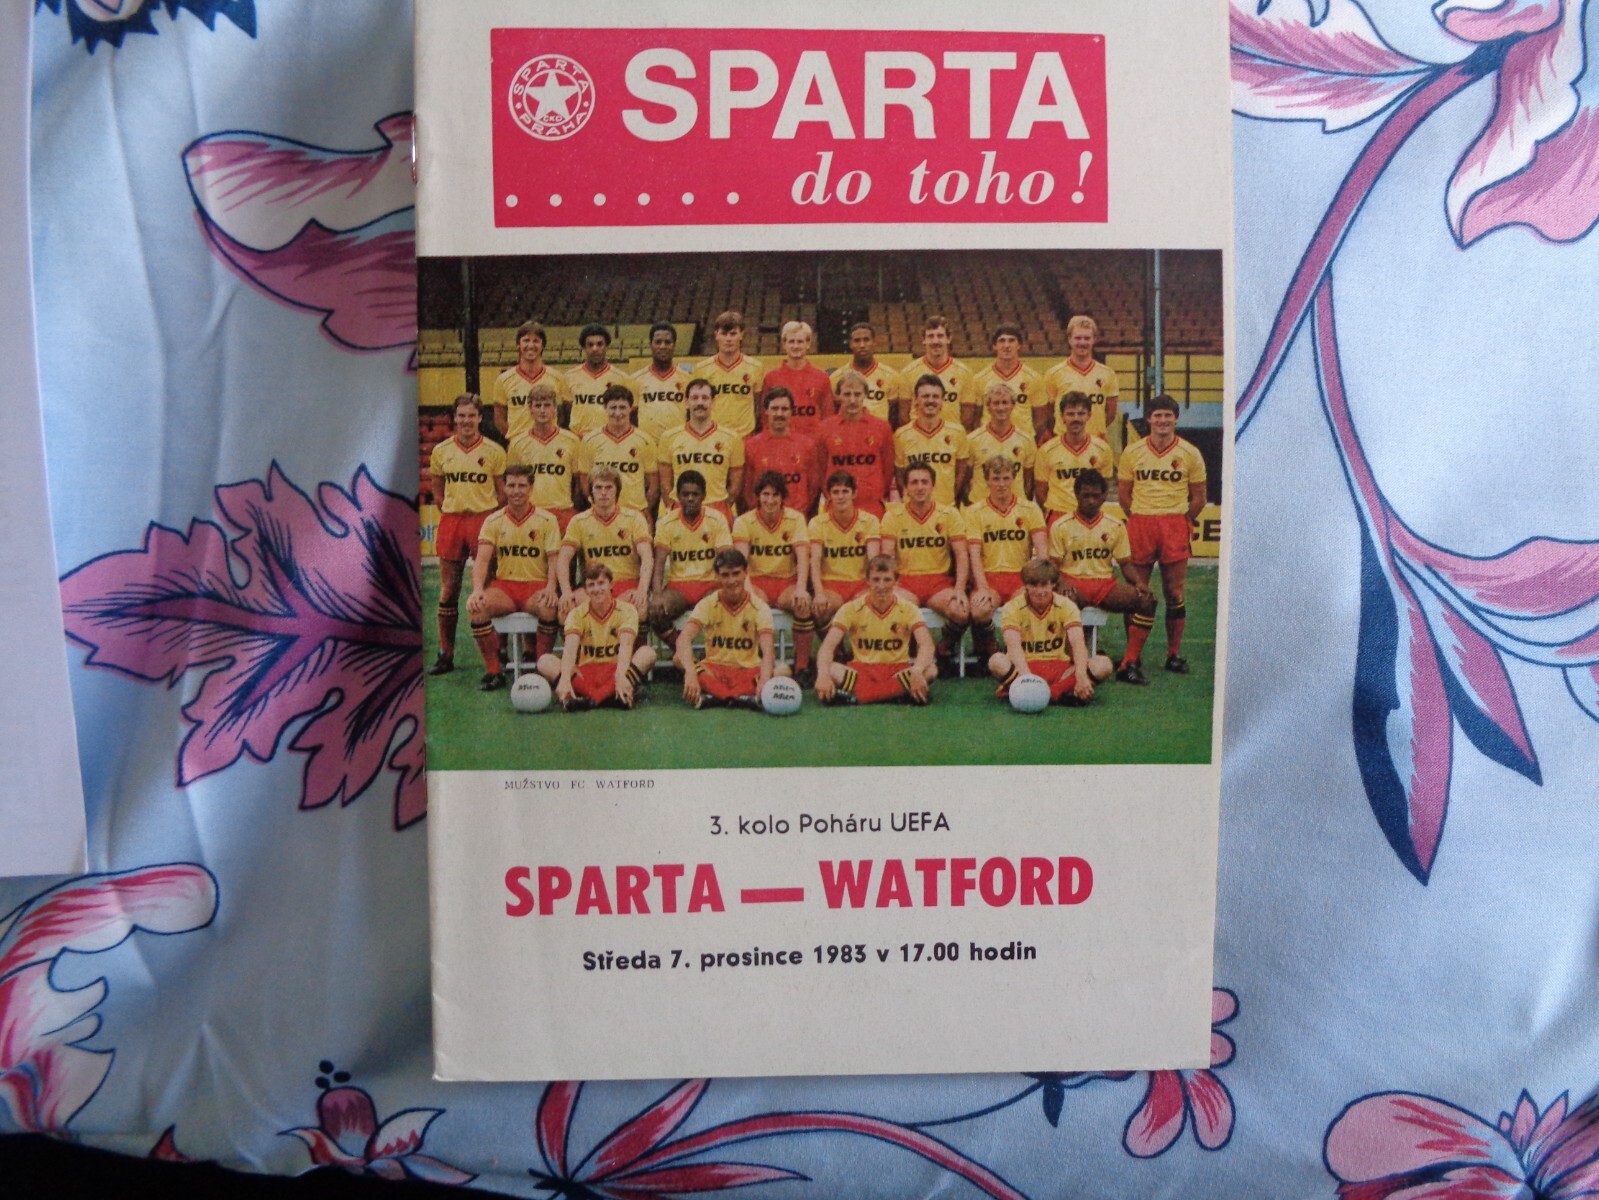 SPARTA
PRAHA
ČKD
SPARTA
...... do toho!
IVECO
MUŽSTVO FC WATFORD
3. kolo Poháru UEFA
SPARTA — WATFORD
Středa 7. prosince 1983 v 17.00 hodin